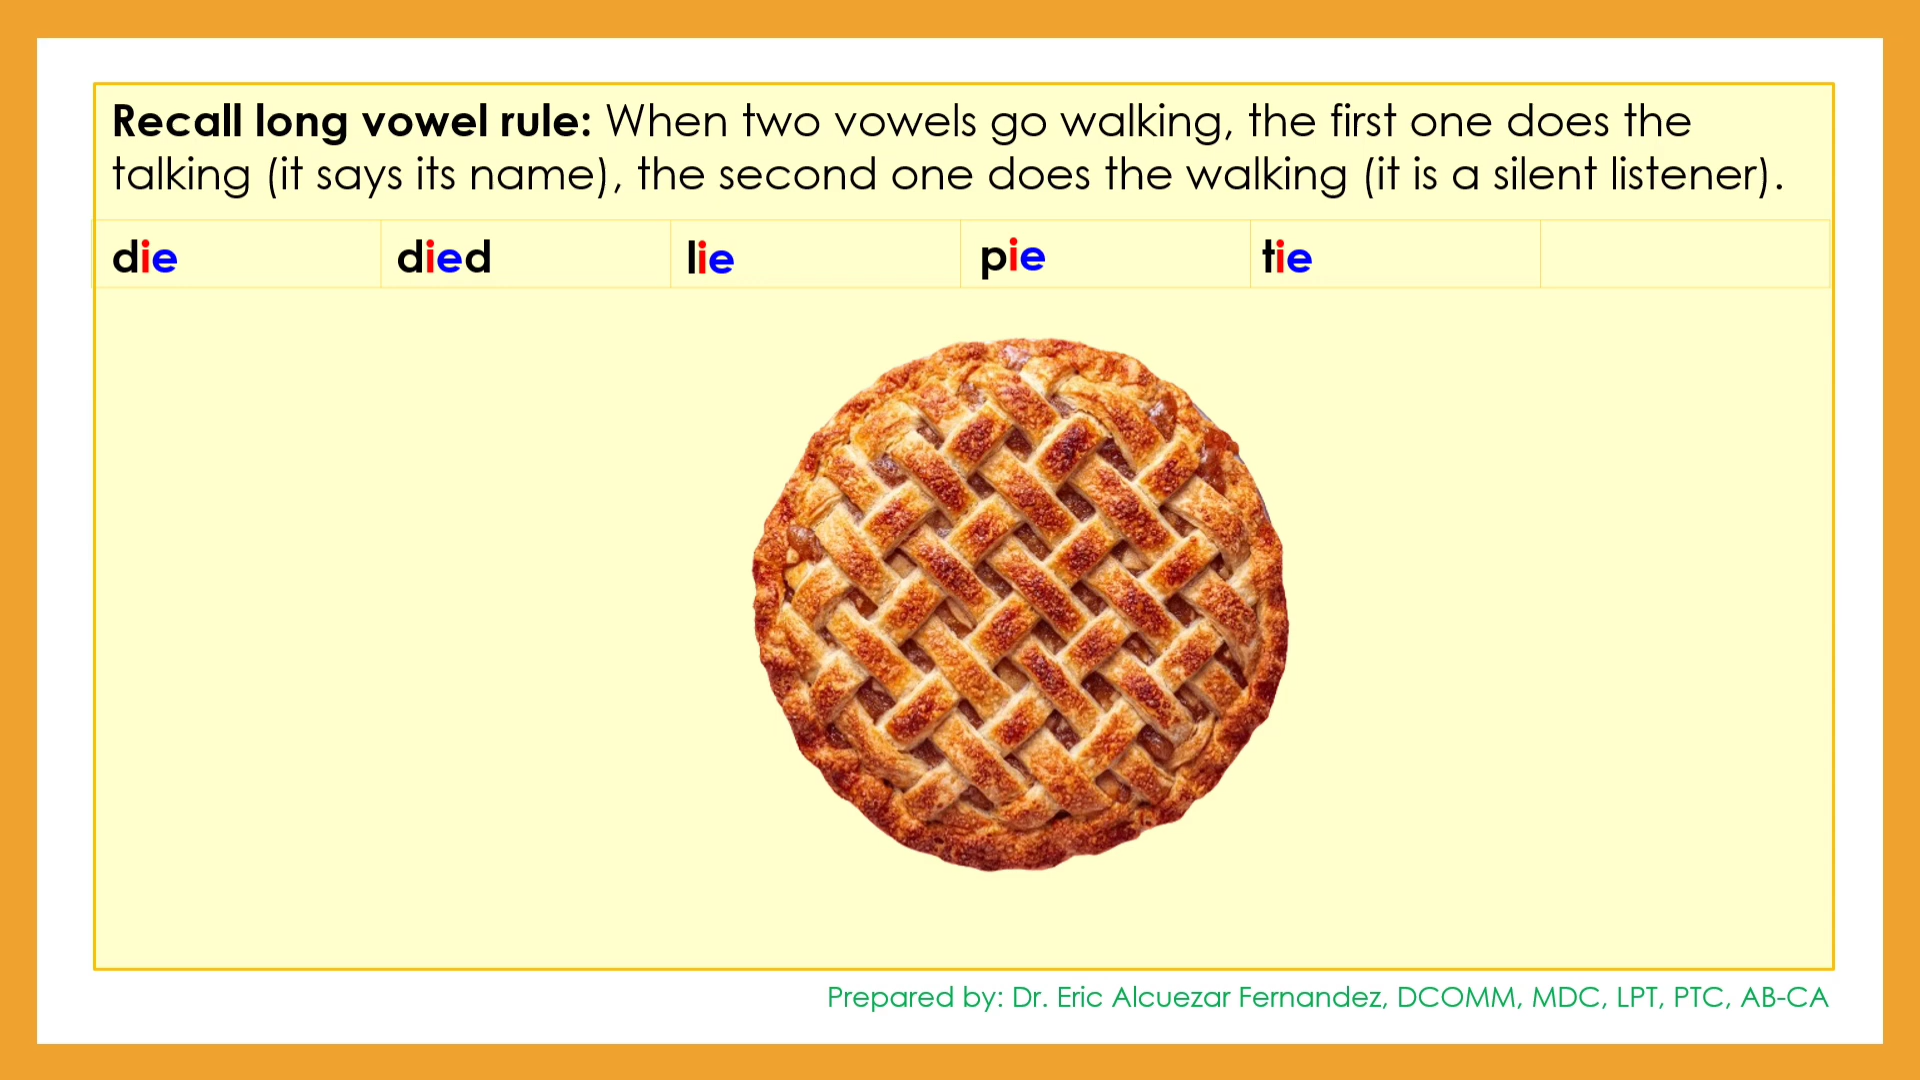 Recall long vowel rule: When two vowels go walking, the first one does the
talking (it says its name), the second one does the walking (it is a silent listener).
die died lie pie tie
Prepared by: Dr. Eric Alcuezar Fernandez, DCOMM, MDC, LPT, PTC, AB-CA